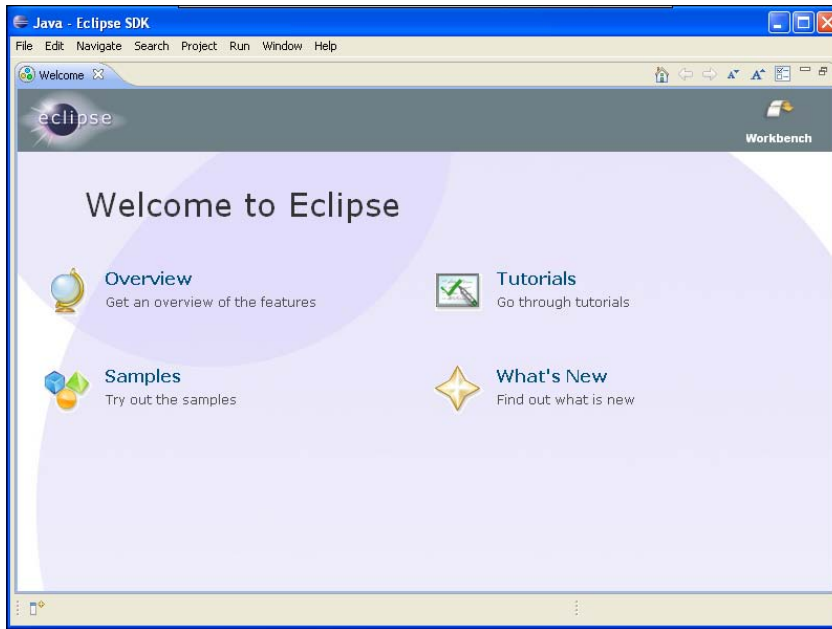 Java - Eclipse SDK
File Edit Navigate Search Project Run Window Help
Welcome
eclipse
Workbench
Welcome to Eclipse
Overview
Get an overview of the features
Tutorials
Go through tutorials
Samples
Try out the samples
What's New
Find out what is new